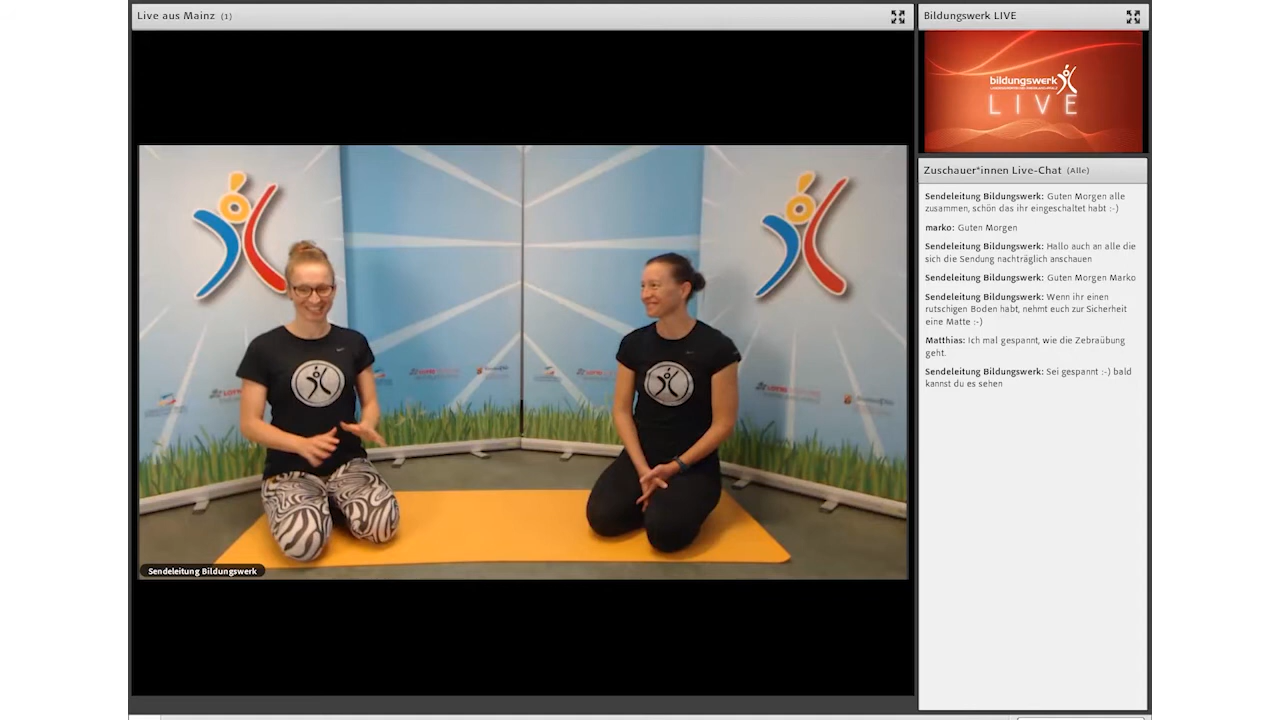 Live aus Mainz (1)
Bildungswerk LIVE
bildungswerk
LIVE
Zuschauer*innen Live-Chat (Alle)
Sendeleitung Bildungswerk: Guten Morgen alle
zusammen, schön das ihr eingeschaltet habt :-)
marko: Guten Morgen
Sendeleitung Bildungswerk: Hallo auch an alle die
sich die Sendung nachträglich anschauen
Sendeleitung Bildungswerk: Guten Morgen Marko
Sendeleitung Bildungswerk: Wenn ihr einen
rutschigen Boden habt, nehmt euch zur Sicherheit
eine Matte :-)
Matthias: Ich mal gespannt, wie die Zebraübung
geht.
Sendeleitung Bildungswerk: Sei gespannt :-) bald
kannst du es sehen
Sendeleitung Bildungswerk